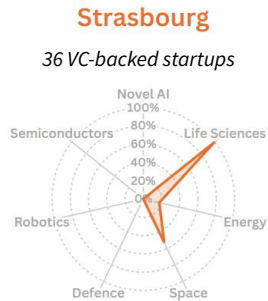 Strasbourg
36 VC-backed startups
Novel AI
100%
80%
Semiconductors
Life Sciences
60%
40%
20%
0%
Robotics
Energy
Defence
Space